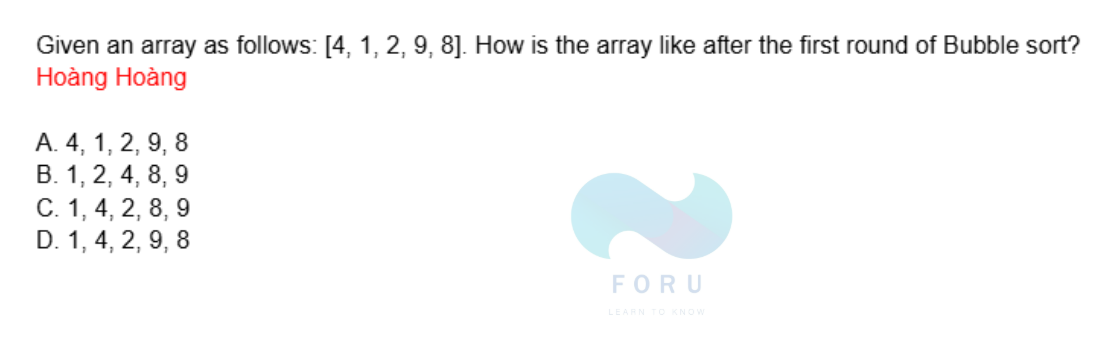 Given an array as follows: [4, 1, 2, 9, 8]. How is the array like after the first round of Bubble sort?
Hoàng Hoàng
A. 4, 1, 2, 9, 8
B. 1, 2, 4, 8, 9
C. 1, 4, 2, 8, 9
D. 1, 4, 2, 9, 8
FORU
LEARN TO KNOW